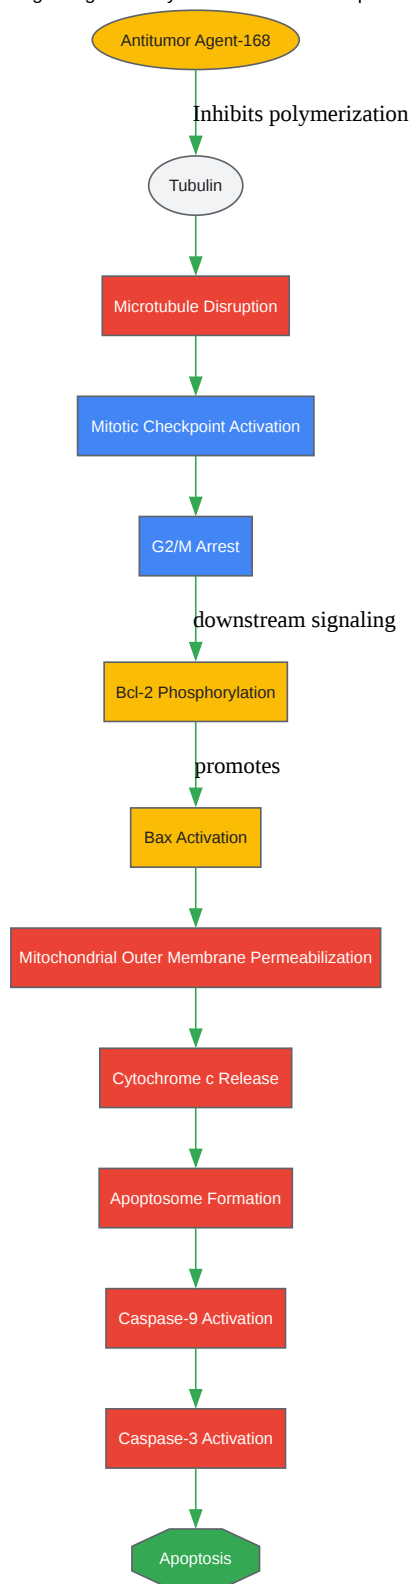 Antitumor Agent-168
Inhibits polymerization
Tubulin
Microtubule Disruption
Mitotic Checkpoint Activation
G2/M Arrest
downstream signaling
Bcl-2 Phosphorylation
promotes
Bax Activation
Mitochondrial Outer Membrane Permeabilization
Cytochrome c Release
Apoptosome Formation
Caspase-9 Activation
Caspase-3 Activation
Apoptosis